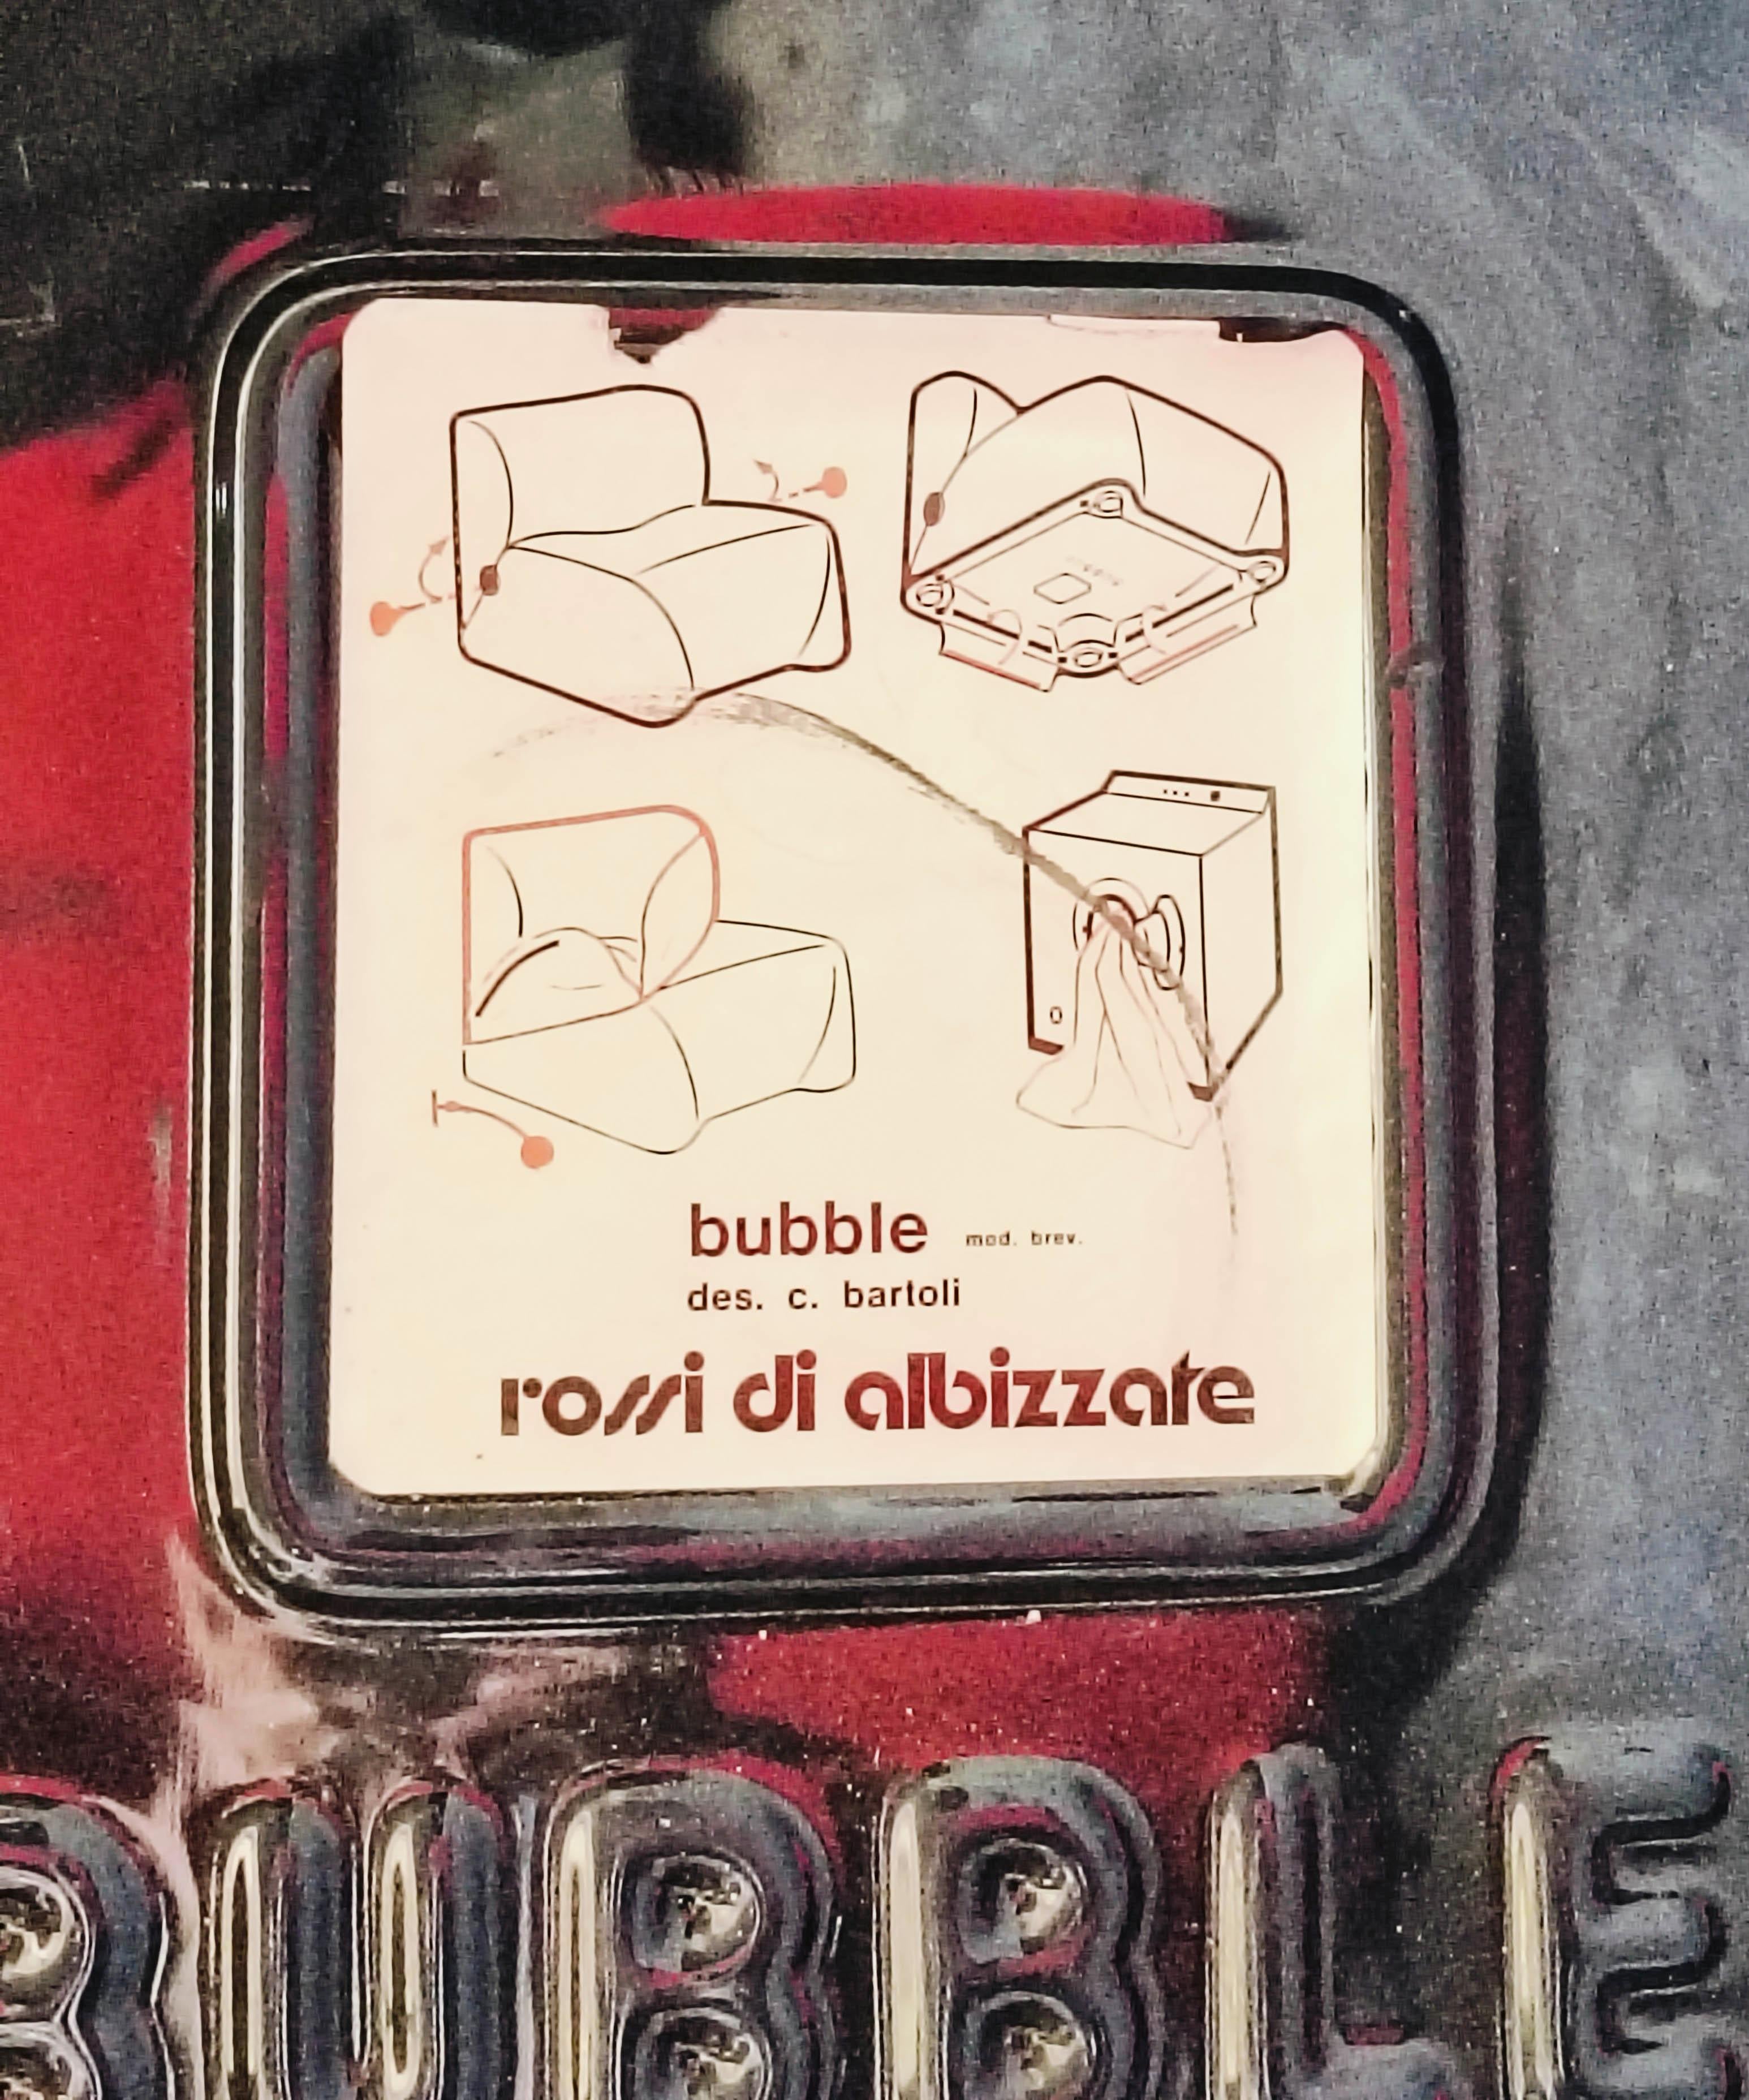 bubble mod. brev.
des. c. bartoli
rossi di albizzate
BUBBLE